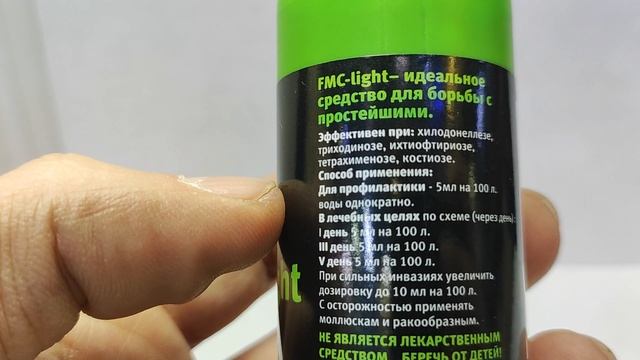 FMC-light– идеальное
средство для борьбы с
простейшими.
Эффективен при: хилодонеллезе,
триходинозе, ихтиофтириозе,
тетрахименозе, костиозе.
Способ применения:
Для профилактики - 5мл на 100 л.
воды однократно.
В лечебных целях по схеме (через день):
I день 5 мл на 100 л.
III день 5 мл на 100 л.
V день 5 мл на 100 л.
При сильных инвазиях увеличить
дозировку до 10 мл на 100 л.
С осторожностью применять
моллюскам и ракообразным.
НЕ ЯВЛЯЕТСЯ ЛЕКАРСТВЕННЫМ
СРЕДСТВОМ. БЕРЕЧЬ ОТ ДЕТЕЙ!
ht